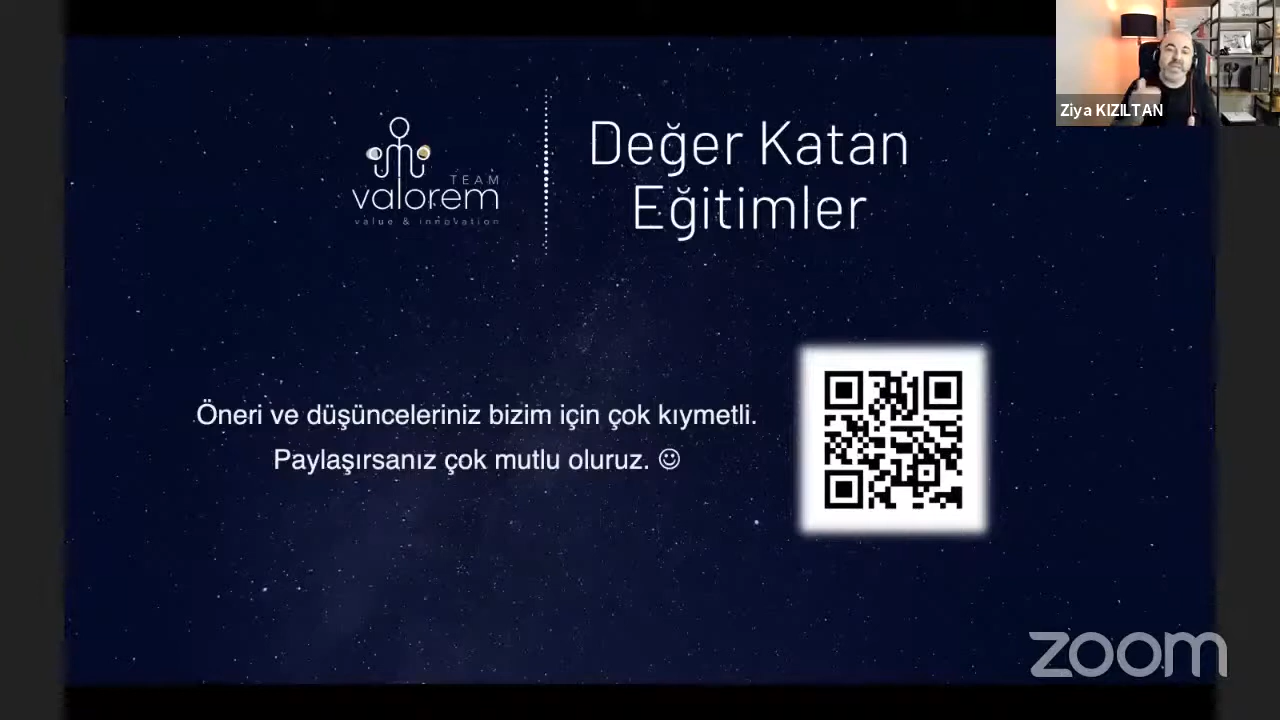 Ziya KIZILTAN
TEAM
valorem
value & innovation
Değer Katan
Eğitimler
Öneri ve düşünceleriniz bizim için çok kıymetli.
Paylaşırsanız çok mutlu oluruz. ☺
zoom